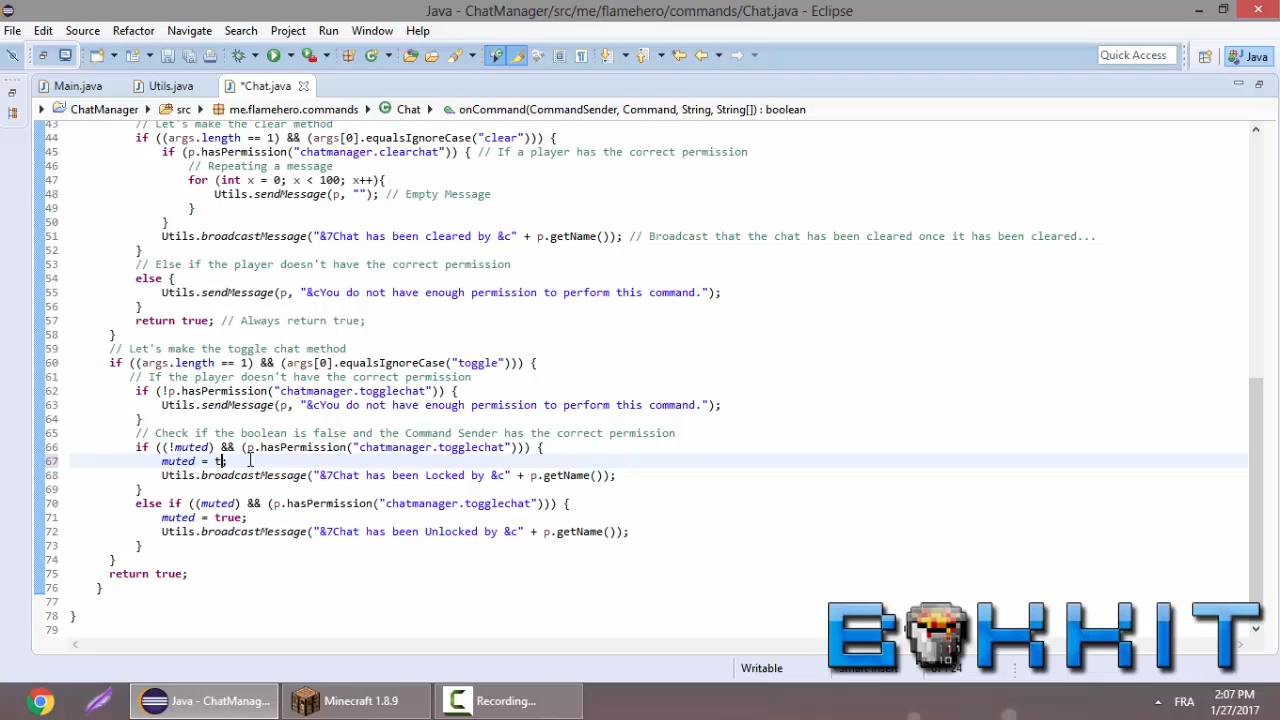 Java - ChatManager/src/me/flamehero/commands/Chat.java - Eclipse
File Edit Source Refactor Navigate Search Project Run Window Help
Quick Access Java
Main.java Utils.java *Chat.java
ChatManager src me.flamehero.commands Chat onCommand(CommandSender, Command, String, String[]) : boolean
43 // Let's make the clear method
44 if ((args.length == 1) && (args[0].equalsIgnoreCase("clear"))) {
45 if (p.hasPermission("chatmanager.clearchat")) { // If a player has the correct permission
46 // Repeating a message
47 for (int x = 0; x < 100; x++){
48 Utils.sendMessage(p, ""); // Empty Message
49 }
50 }
51 Utils.broadcastMessage("&7Chat has been cleared by &c" + p.getName()); // Broadcast that the chat has been cleared once it has been cleared...
52 }
53 // Else if the player doesn't have the correct permission
54 else {
55 Utils.sendMessage(p, "&cYou do not have enough permission to perform this command.");
56 }
57 return true; // Always return true;
58 }
59 // Let's make the toggle chat method
60 if ((args.length == 1) && (args[0].equalsIgnoreCase("toggle"))) {
61 // If the player doesn't have the correct permission
62 if (!p.hasPermission("chatmanager.togglechat")) {
63 Utils.sendMessage(p, "&cYou do not have enough permission to perform this command.");
64 }
65 // Check if the boolean is false and the Command Sender has the correct permission
66 if ((!muted) && (p.hasPermission("chatmanager.togglechat"))) {
67 muted = t;
68 Utils.broadcastMessage("&7Chat has been Locked by &c" + p.getName());
69 }
70 else if ((muted) && (p.hasPermission("chatmanager.togglechat"))) {
71 muted = true;
72 Utils.broadcastMessage("&7Chat has been Unlocked by &c" + p.getName());
73 }
74 }
75 return true;
76 }
77
78 }
79
BUKKIT
Writable
Java - ChatManag... Minecraft 1.8.9 Recording... FRA 2:07 PM
1/27/2017